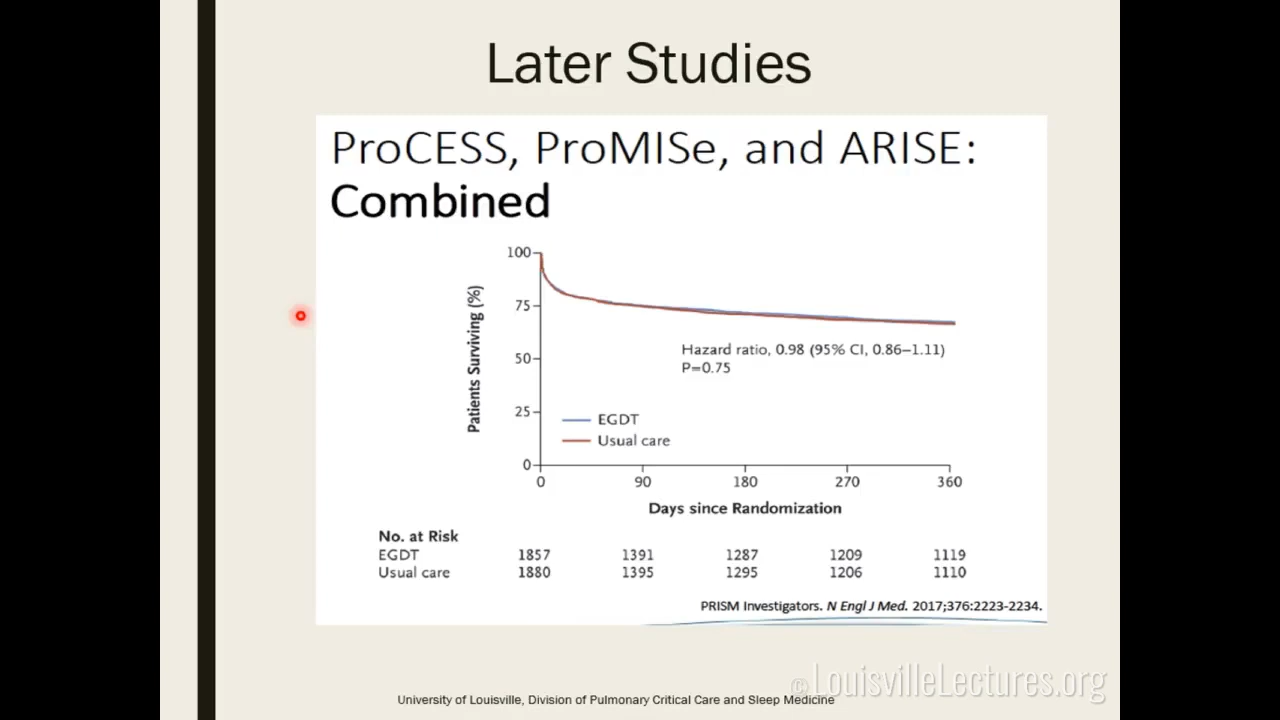 Later Studies
ProCESS, ProMISe, and ARISE:
Combined
100
75
50
25
0
Patients Surviving (%)
Hazard ratio, 0.98 (95% CI, 0.86–1.11)
P=0.75
EGDT
Usual care
0 90 180 270 360
Days since Randomization
No. at Risk
EGDT 1857 1391 1287 1209 1119
Usual care 1880 1395 1295 1206 1110
PRISM Investigators. N Engl J Med. 2017;376:2223-2234.
©LouisvilleLectures.org
University of Louisville, Division of Pulmonary Critical Care and Sleep Medicine